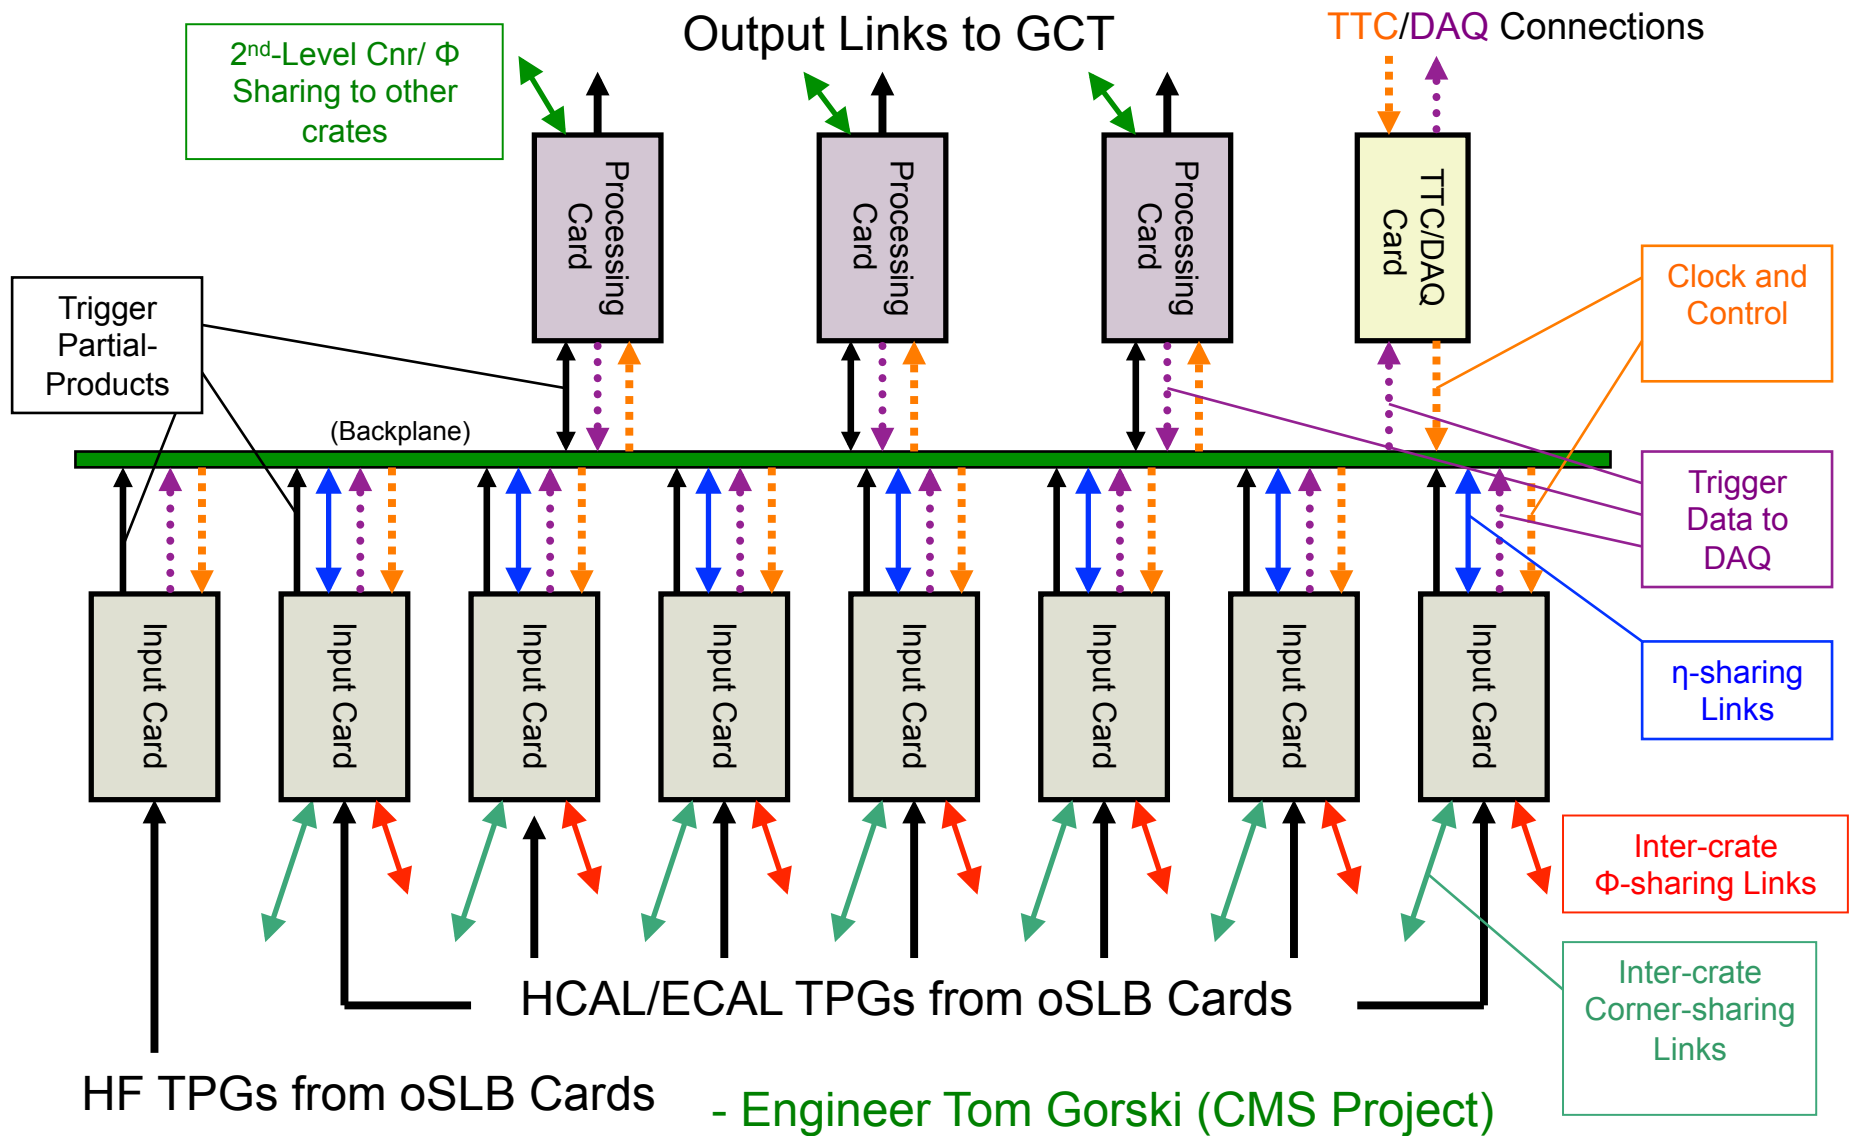 Output Links to GCT
TTC/DAQ Connections
2nd-Level Cnr/ Φ
Sharing to other
crates
Processing
Card
Processing
Card
Processing
Card
TTC/DAQ
Card
Clock and
Control
Trigger
Partial-
Products
(Backplane)
Trigger
Data to
DAQ
Input Card
Input Card
Input Card
Input Card
Input Card
Input Card
Input Card
Input Card
η-sharing
Links
Inter-crate
Φ-sharing Links
Inter-crate
Corner-sharing
Links
HCAL/ECAL TPGs from oSLB Cards
HF TPGs from oSLB Cards
- Engineer Tom Gorski (CMS Project)